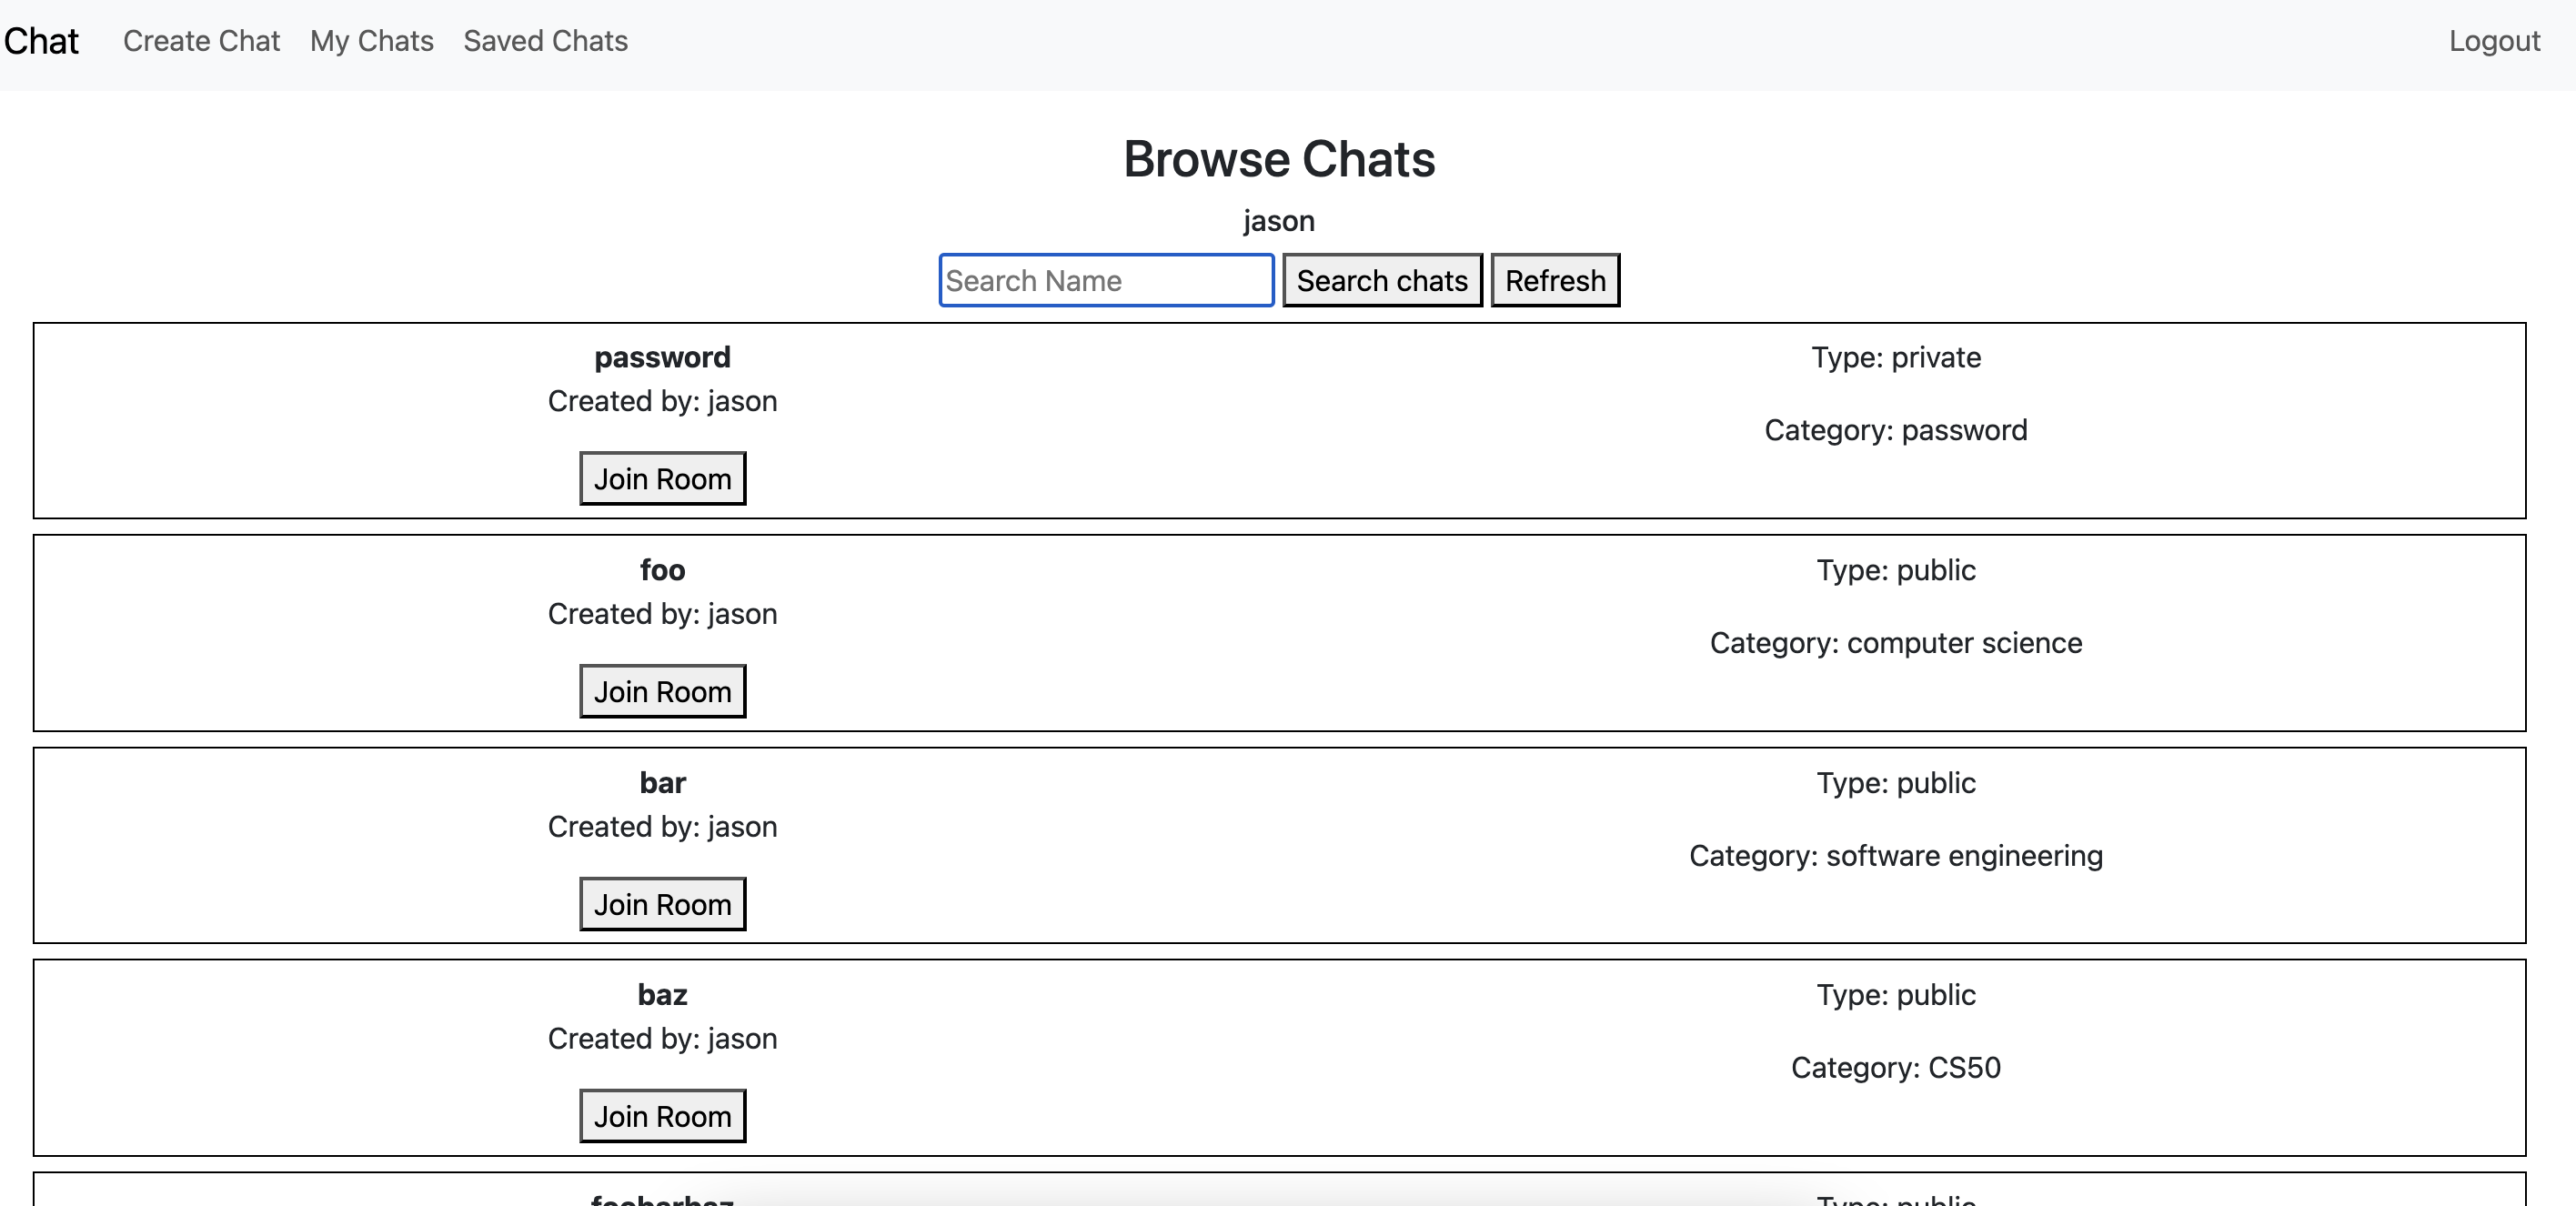 Chat Create Chat My Chats Saved Chats Logout
Browse Chats
jason
Search Name Search chats Refresh
password
Created by: jason
Join Room
Type: private
Category: password
foo
Created by: jason
Join Room
Type: public
Category: computer science
bar
Created by: jason
Join Room
Type: public
Category: software engineering
baz
Created by: jason
Join Room
Type: public
Category: CS50
foobarbaz
Type: public